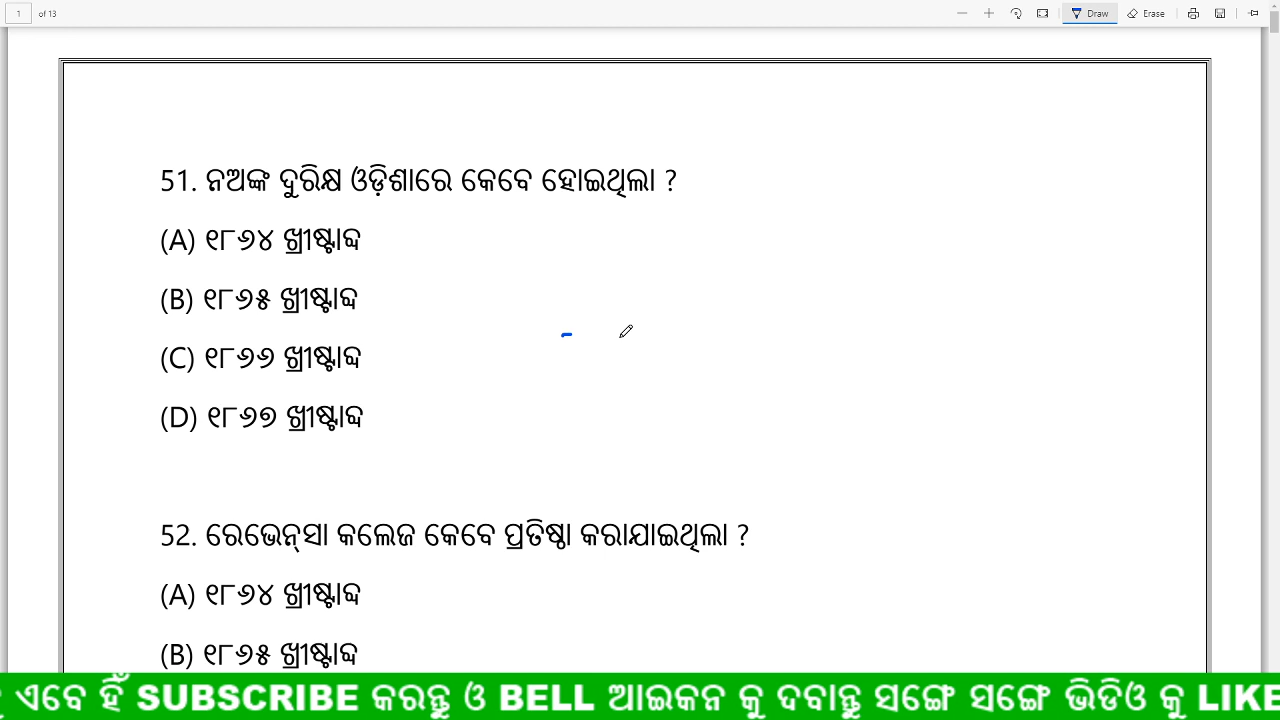 1 of 13 Draw Erase
51. ନଅଙ୍କ ଦୁରିକ୍ଷ ଓଡ଼ିଶାରେ କେବେ ହୋଇଥିଲା ?
(A) ୧୮୬୪ ଖ୍ରୀଷ୍ଟାବ୍ଦ
(B) ୧୮୬୫ ଖ୍ରୀଷ୍ଟାବ୍ଦ
(C) ୧୮୬୬ ଖ୍ରୀଷ୍ଟାବ୍ଦ
(D) ୧୮୬୭ ଖ୍ରୀଷ୍ଟାବ୍ଦ
52. ରେଭେନ୍ସା କଲେଜ କେବେ ପ୍ରତିଷ୍ଠା କରାଯାଇଥିଲା ?
(A) ୧୮୬୪ ଖ୍ରୀଷ୍ଟାବ୍ଦ
(B) ୧୮୬୫ ଖ୍ରୀଷ୍ଟାବ୍ଦ
ଏବେ ହିଁ SUBSCRIBE କରନ୍ତୁ ଓ BELL ଆଇକନ କୁ ଦବାନ୍ତୁ ସଙ୍ଗେ ସଙ୍ଗେ ଭିଡିଓ କୁ LIKE